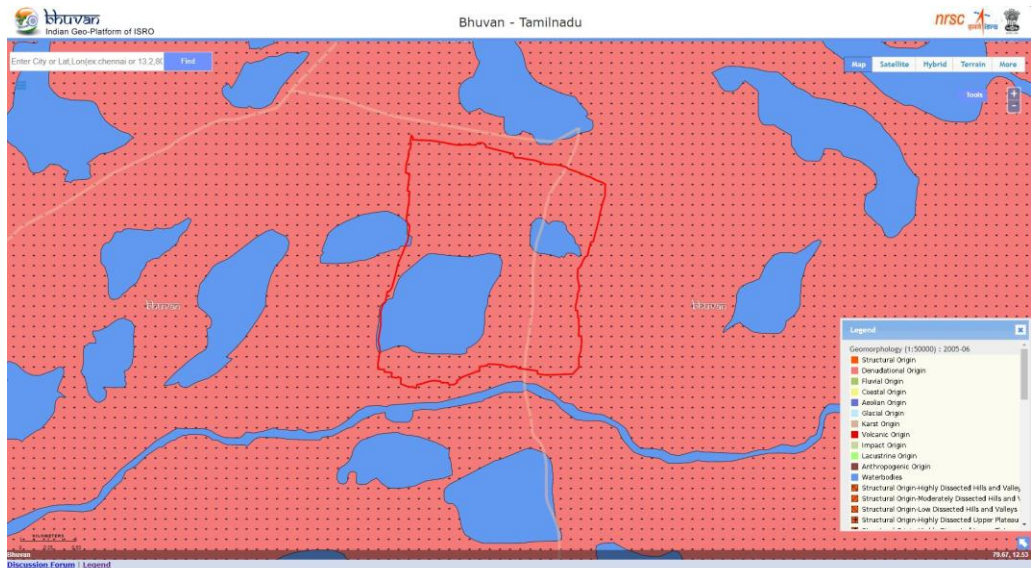 bhuvan
Indian Geo-Platform of ISRO
Bhuvan - Tamilnadu
nrsc
Enter City or Lat,Lon(ex:chennai or 13.2,80
Find
Map Satellite Hybrid Terrain More
Tools
+
−
bhuvan
bhuvan
Legend
Geomorphology (1:50000) : 2005-06
Structural Origin
Denudational Origin
Fluvial Origin
Coastal Origin
Aeolian Origin
Glacial Origin
Karst Origin
Volcanic Origin
Impact Origin
Lacustrine Origin
Anthropogenic Origin
Waterbodies
Structural Origin-Highly Dissected Hills and Valley
Structural Origin-Moderately Dissected Hills and V
Structural Origin-Low Dissected Hills and Valleys
Structural Origin-Highly Dissected Upper Plateau
KILOMETERS
Bhuvan
79.67, 12.53
Discussion Forum | Legend